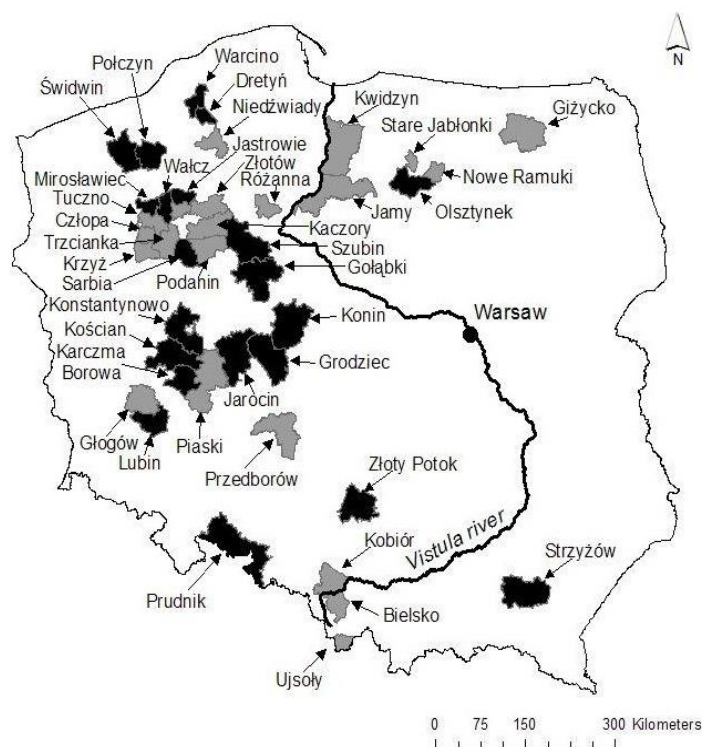 Warcino
Połczyn
Dretyń
N
Świdwin
Niedźwiady
Kwidzyn
Giżycko
Stare Jabłonki
Jastrowie
Wałcz
Złotów
Mirosławiec
Różanna
Nowe Ramuki
Tuczno
Jamy
Olsztynek
Człopa
Kaczory
Trzcianka
Szubin
Krzyż
Gołąbki
Sarbia
Podanin
Konstantynowo
Konin
Warsaw
Kościan
Karczma
Borowa
Grodziec
Jarocin
Głogów
Piaski
Lubin
Przedborów
Złoty Potok
Vistula river
Kobiór
Strzyżów
Prudnik
Bielsko
Ujsoły
0 75 150 300 Kilometers